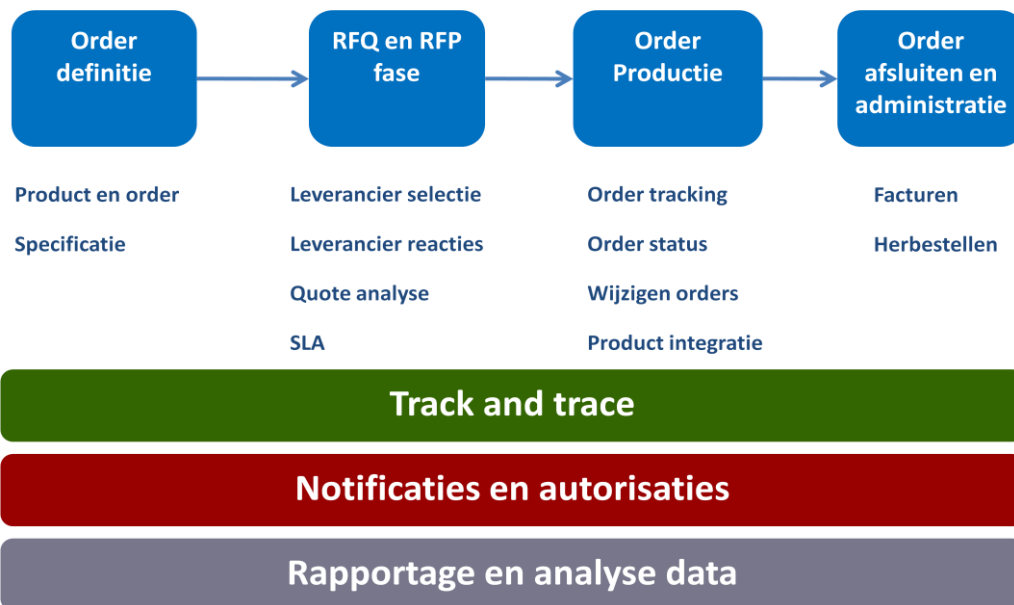 Order
definitie
RFQ en RFP
fase
Order
Productie
Order
afsluiten en
administratie
Product en order
Specificatie
Leverancier selectie
Leverancier reacties
Quote analyse
SLA
Order tracking
Order status
Wijzigen orders
Product integratie
Facturen
Herbestellen
Track and trace
Notificaties en autorisaties
Rapportage en analyse data